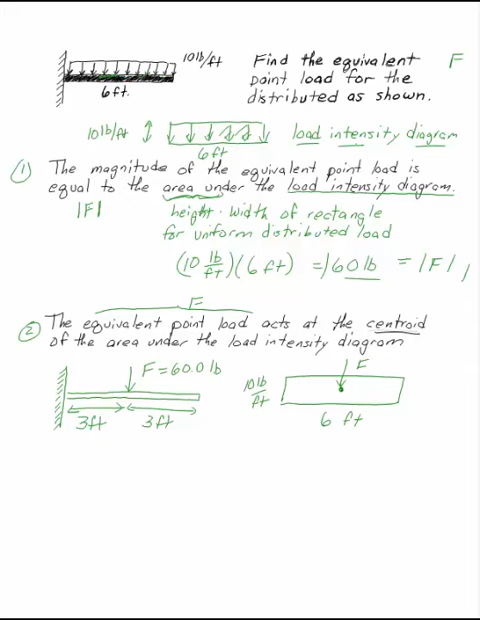 10 lb/ft
Find the equivalent F
point load for the
distributed as shown.
6 ft.
10 lb/ft
load intensity diagram
6 ft
① The magnitude of the equivalent point load is
equal to the area under the load intensity diagram.
|F| height · width of rectangle
for uniform distributed load
(10 lb/ft)(6 ft) = 60 lb = |F|
F
② The equivalent point load acts at the centroid
of the area under the load intensity diagram
F = 60.0 lb
F
10 lb/ft
3ft 3ft
6 ft